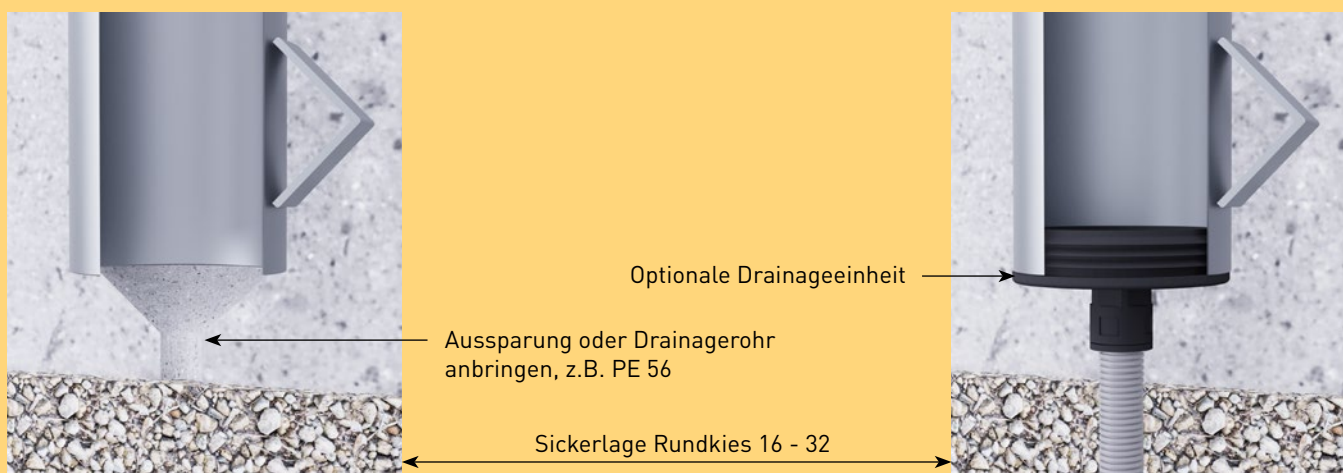 Optionale Drainageeinheit
Aussparung oder Drainagerohr
anbringen, z.B. PE 56
Sickerlage Rundkies 16 - 32